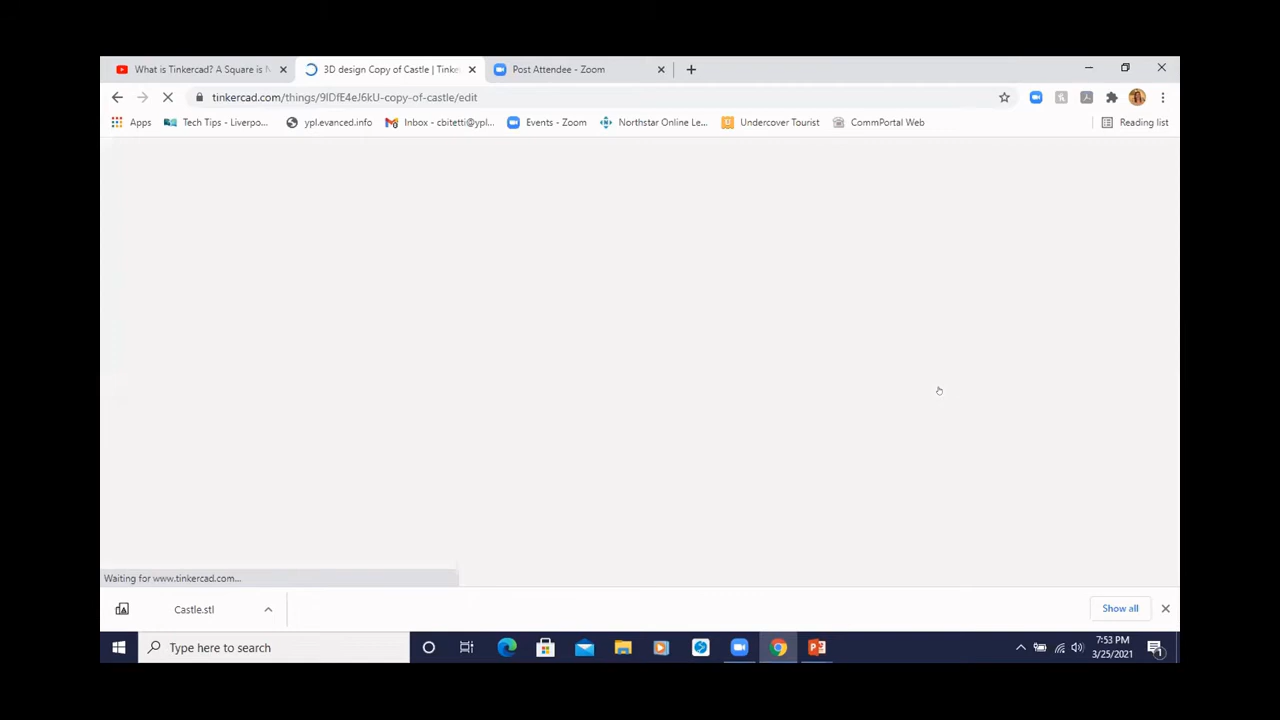 What is Tinkercad? A Square is N
3D design Copy of Castle | Tinke
Post Attendee - Zoom
tinkercad.com/things/9lDfE4eJ6kU-copy-of-castle/edit
Apps
Tech Tips - Liverpo...
ypl.evanced.info
Inbox - cbitetti@ypl...
Events - Zoom
Northstar Online Le...
Undercover Tourist
CommPortal Web
Reading list
Waiting for www.tinkercad.com...
Castle.stl
Show all
Type here to search
7:53 PM
3/25/2021
1